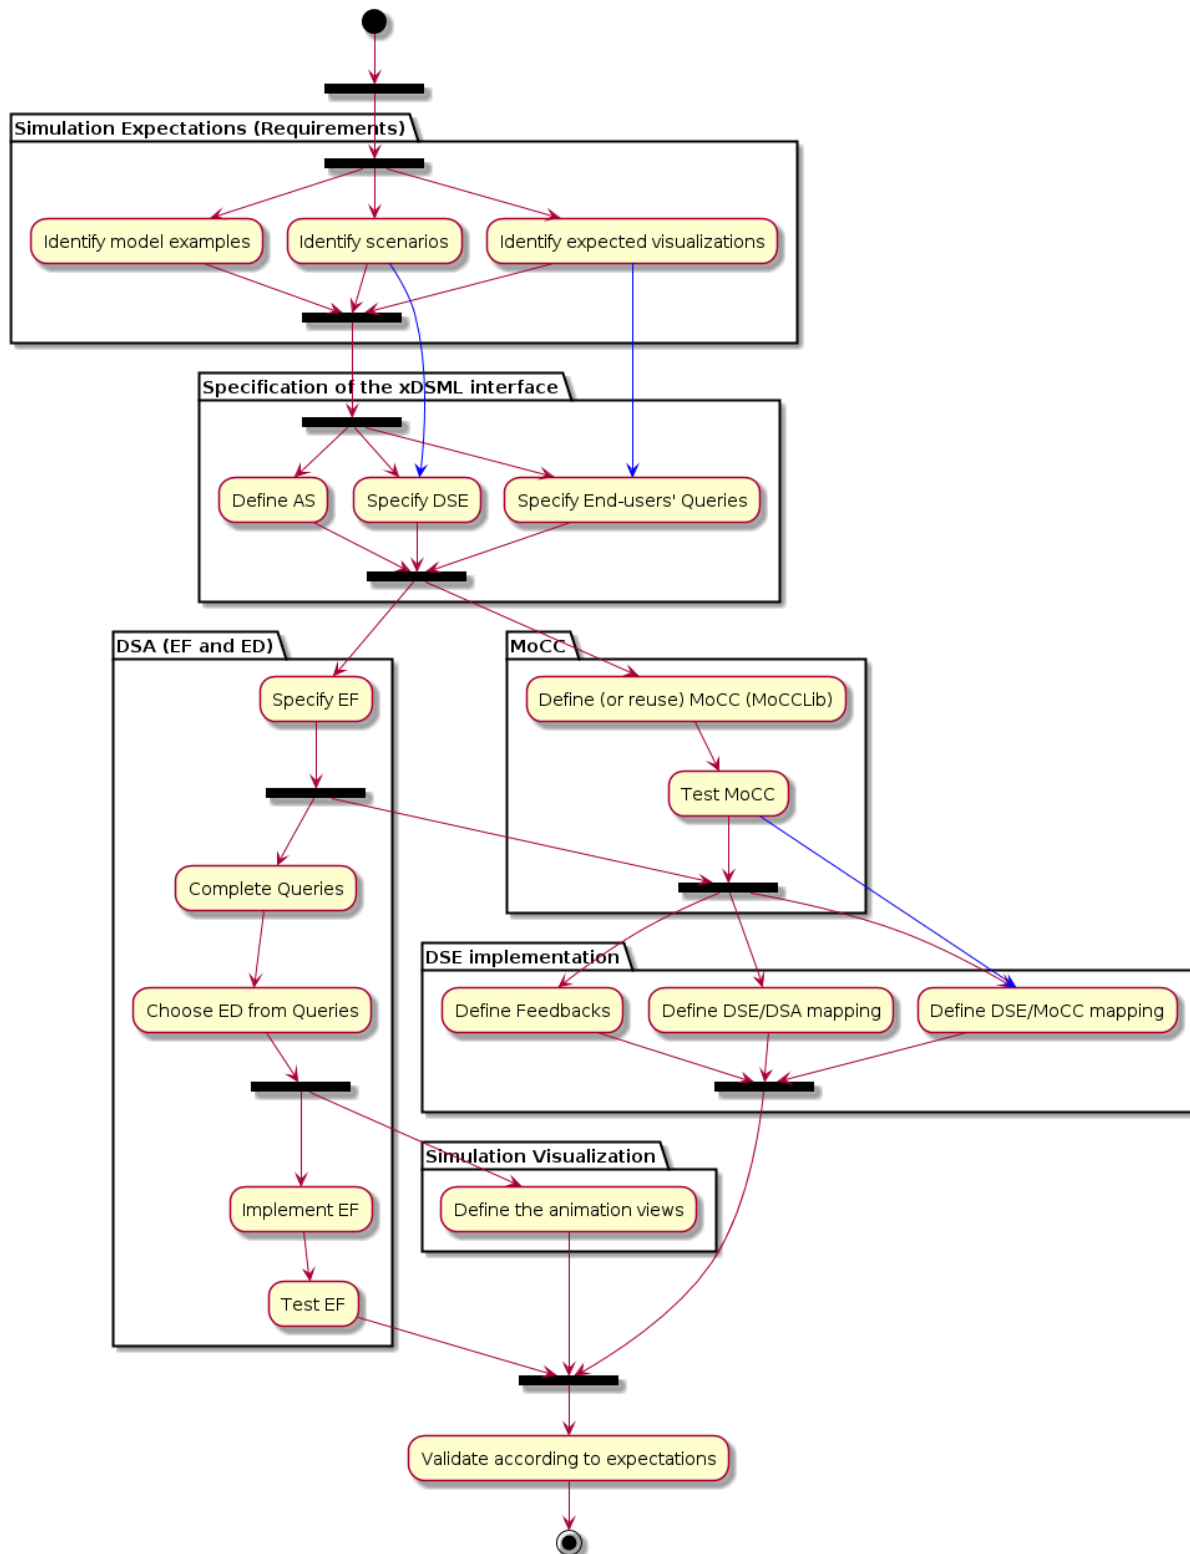 Simulation Expectations (Requirements)
Identify model examples
Identify scenarios
Identify expected visualizations
Specification of the xDSML interface
Define AS
Specify DSE
Specify End-users' Queries
DSA (EF and ED)
MoCC
Specify EF
Define (or reuse) MoCC (MoCCLib)
Test MoCC
Complete Queries
DSE implementation
Choose ED from Queries
Define Feedbacks
Define DSE/DSA mapping
Define DSE/MoCC mapping
Simulation Visualization
Implement EF
Define the animation views
Test EF
Validate according to expectations